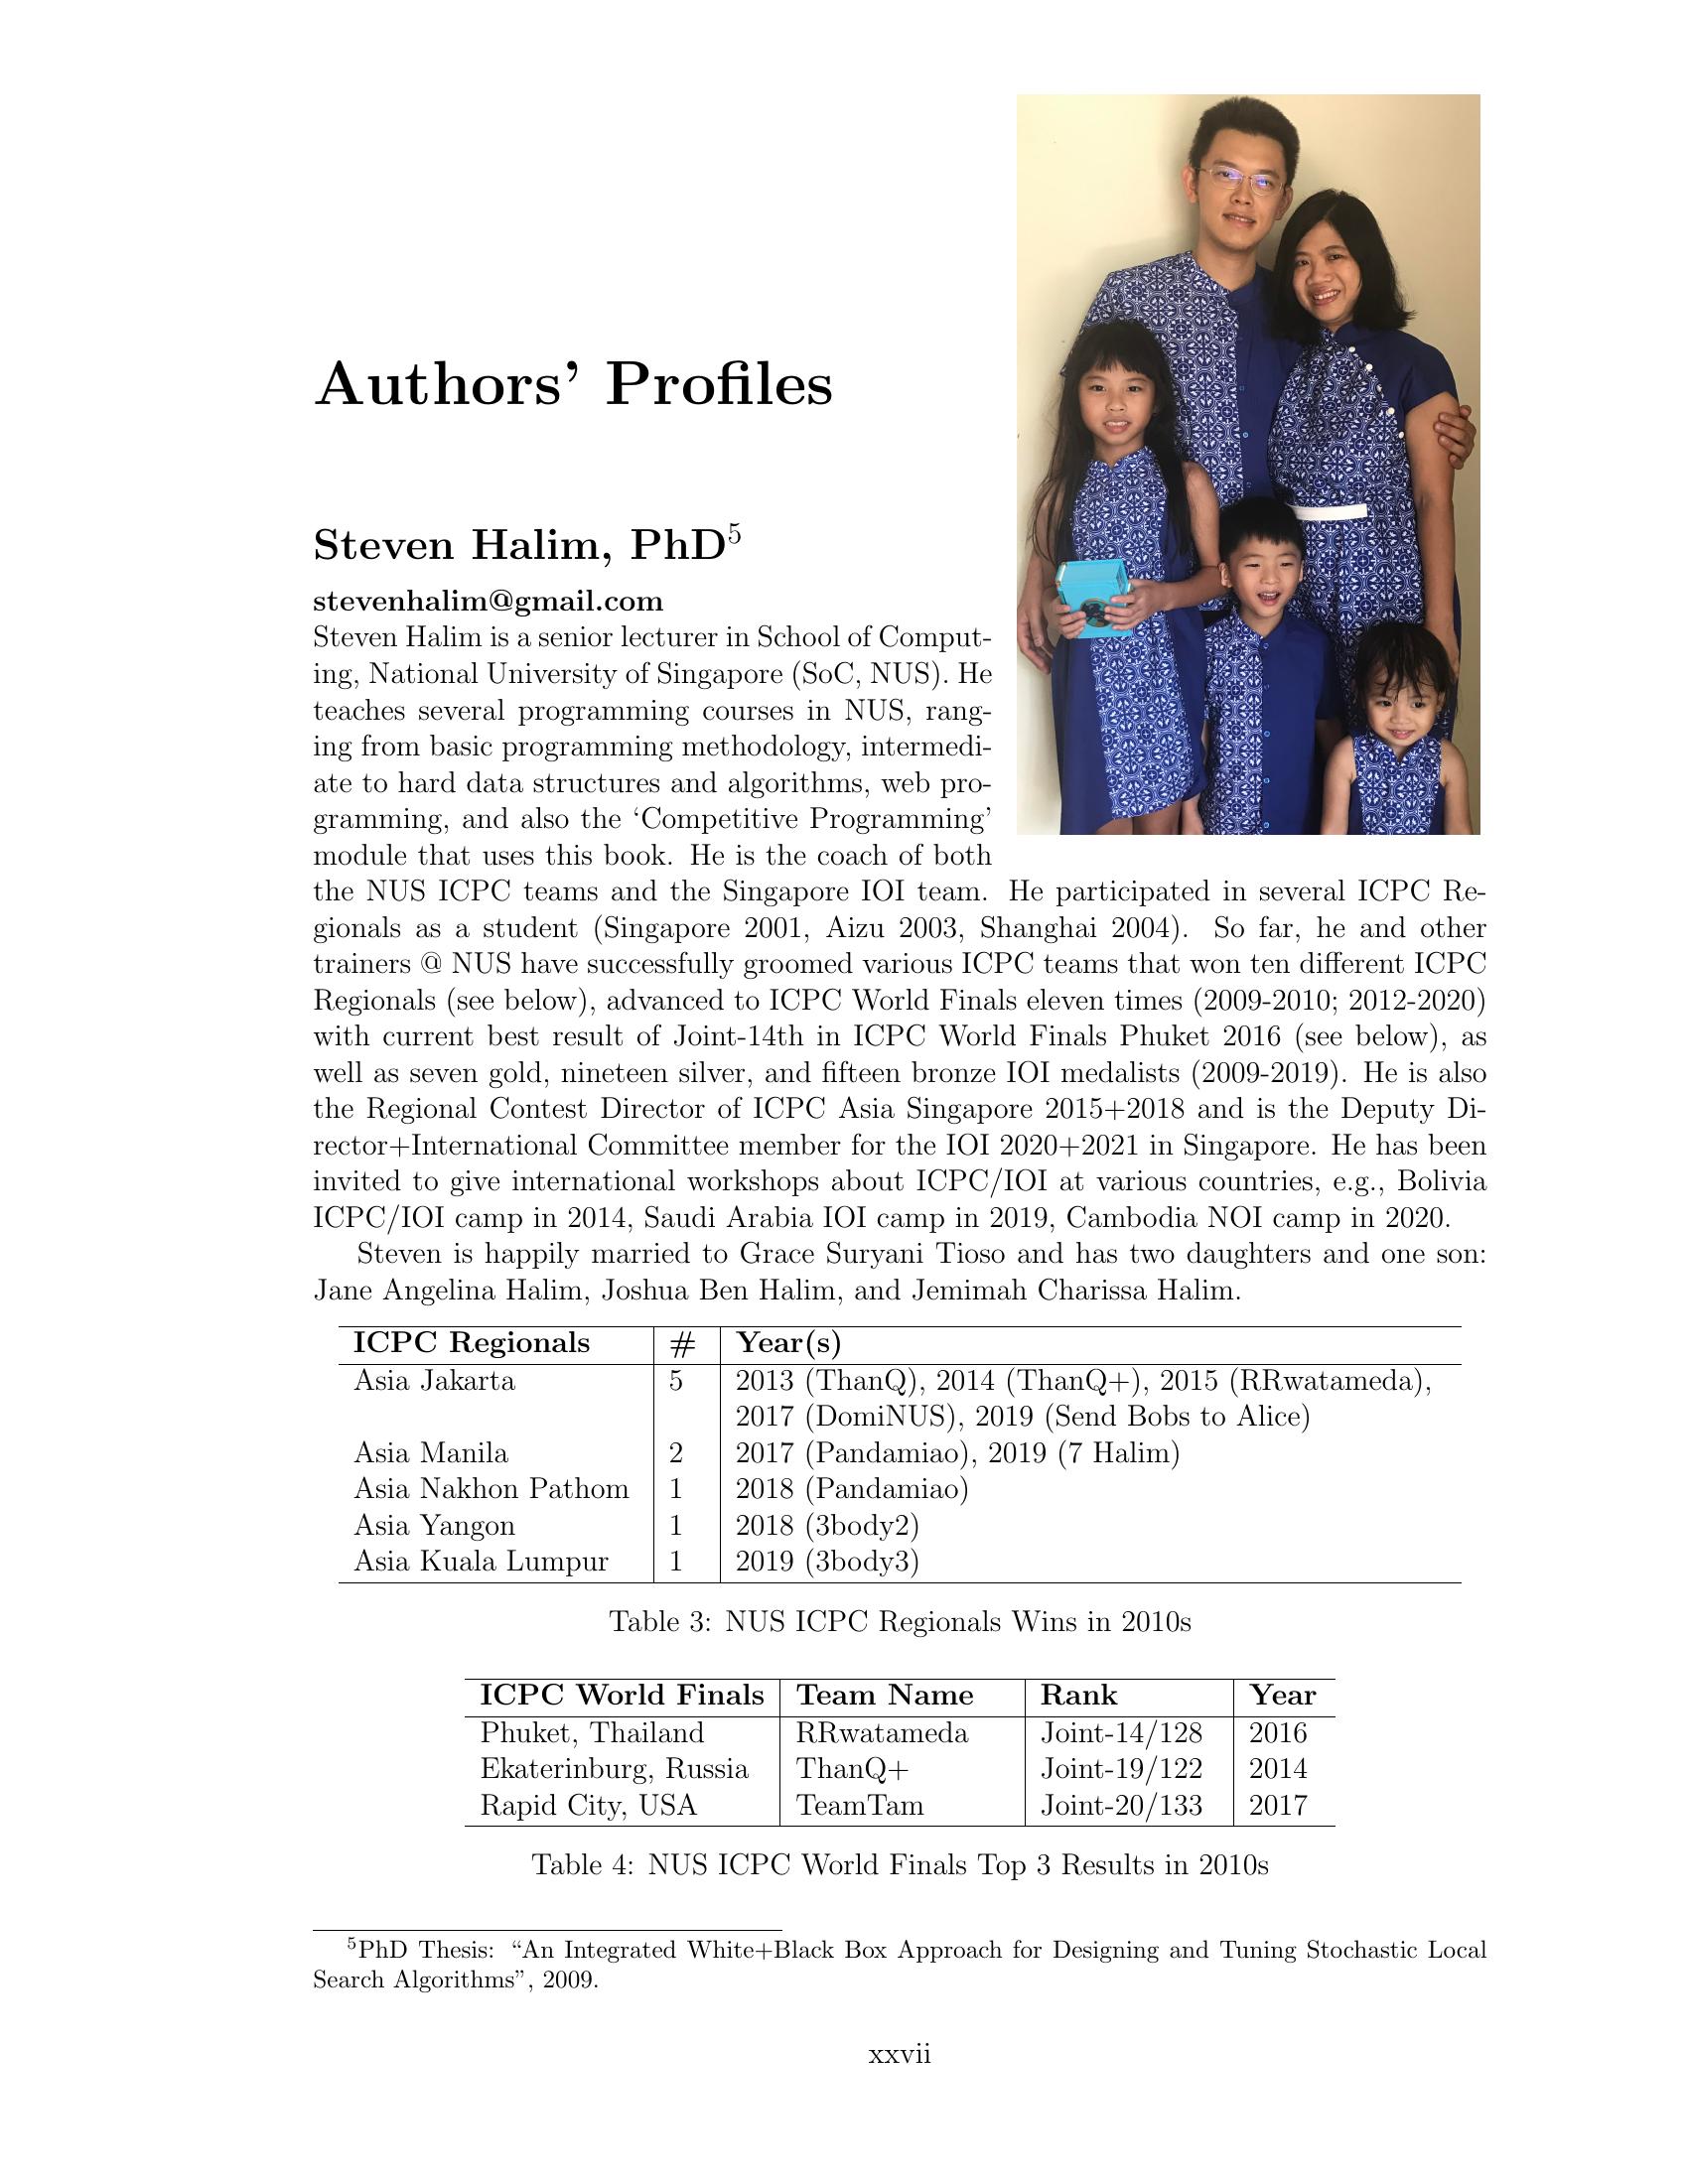 Authors’ Profiles
Steven Halim, PhD5
stevenhalim@gmail.com
Steven Halim is a senior lecturer in School of Comput-
ing, National University of Singapore (SoC, NUS). He
teaches several programming courses in NUS, rang-
ing from basic programming methodology, intermedi-
ate to hard data structures and algorithms, web pro-
gramming, and also the ‘Competitive Programming’
module that uses this book. He is the coach of both
the NUS ICPC teams and the Singapore IOI team. He participated in several ICPC Re-
gionals as a student (Singapore 2001, Aizu 2003, Shanghai 2004). So far, he and other
trainers @ NUS have successfully groomed various ICPC teams that won ten different ICPC
Regionals (see below), advanced to ICPC World Finals eleven times (2009-2010; 2012-2020)
with current best result of Joint-14th in ICPC World Finals Phuket 2016 (see below), as
well as seven gold, nineteen silver, and fifteen bronze IOI medalists (2009-2019). He is also
the Regional Contest Director of ICPC Asia Singapore 2015+2018 and is the Deputy Di-
rector+International Committee member for the IOI 2020+2021 in Singapore. He has been
invited to give international workshops about ICPC/IOI at various countries, e.g., Bolivia
ICPC/IOI camp in 2014, Saudi Arabia IOI camp in 2019, Cambodia NOI camp in 2020.
Steven is happily married to Grace Suryani Tioso and has two daughters and one son:
Jane Angelina Halim, Joshua Ben Halim, and Jemimah Charissa Halim.
ICPC Regionals # Year(s)
Asia Jakarta 5 2013 (ThanQ), 2014 (ThanQ+), 2015 (RRwatameda),
2017 (DomiNUS), 2019 (Send Bobs to Alice)
Asia Manila 2 2017 (Pandamiao), 2019 (7 Halim)
Asia Nakhon Pathom 1 2018 (Pandamiao)
Asia Yangon 1 2018 (3body2)
Asia Kuala Lumpur 1 2019 (3body3)
Table 3: NUS ICPC Regionals Wins in 2010s
ICPC World Finals Team Name Rank Year
Phuket, Thailand RRwatameda Joint-14/128 2016
Ekaterinburg, Russia ThanQ+ Joint-19/122 2014
Rapid City, USA TeamTam Joint-20/133 2017
Table 4: NUS ICPC World Finals Top 3 Results in 2010s
5PhD Thesis: “An Integrated White+Black Box Approach for Designing and Tuning Stochastic Local
Search Algorithms”, 2009.
xxvii